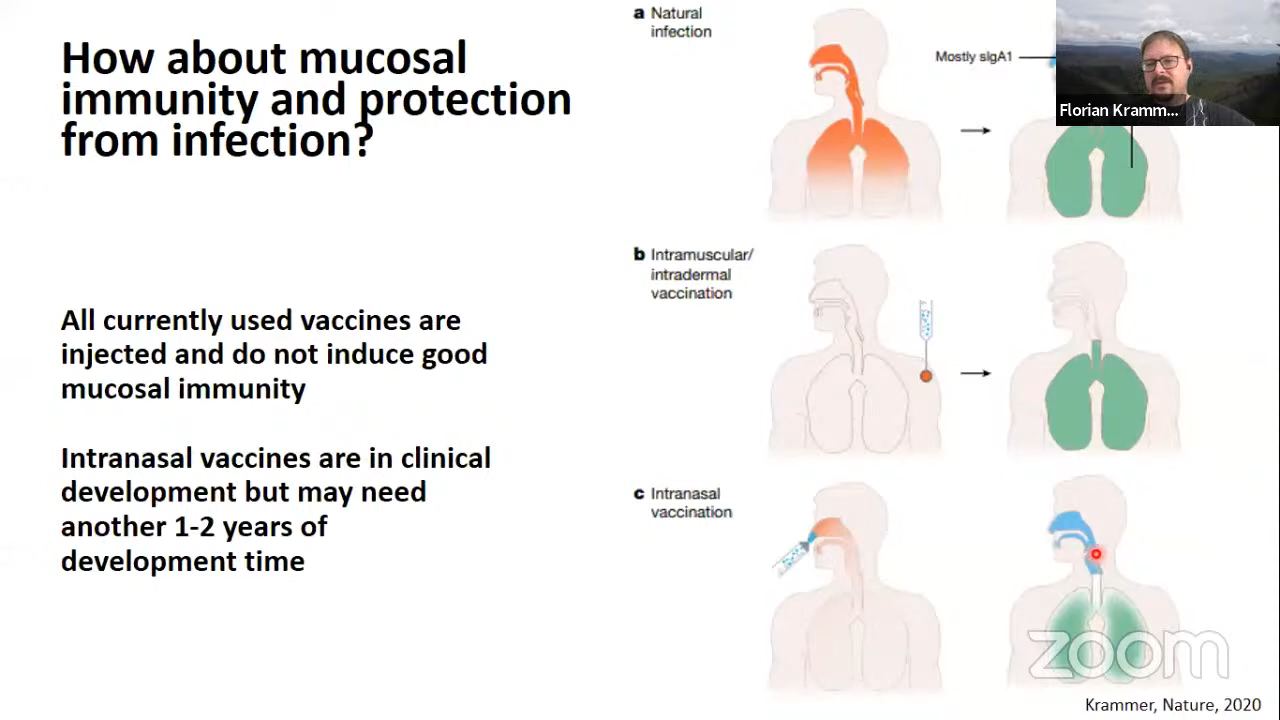 How about mucosal
immunity and protection
from infection?
All currently used vaccines are
injected and do not induce good
mucosal immunity
Intranasal vaccines are in clinical
development but may need
another 1-2 years of
development time
a Natural
infection
Mostly sIgA1
Florian Kramm...
b Intramuscular/
intradermal
vaccination
c Intranasal
vaccination
zoom
Krammer, Nature, 2020